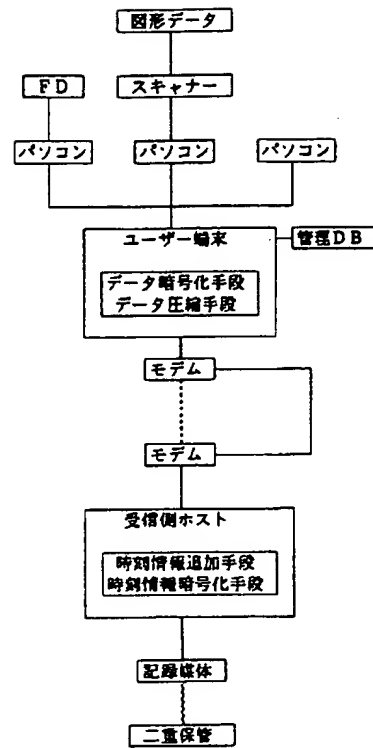 図形データ
FD
スキャナー
パソコン
パソコン
パソコン
ユーザー端末
管理DB
データ暗号化手段
データ圧縮手段
モデム
モデム
受信側ホスト
時刻情報追加手段
時刻情報暗号化手段
記録媒体
二重保管